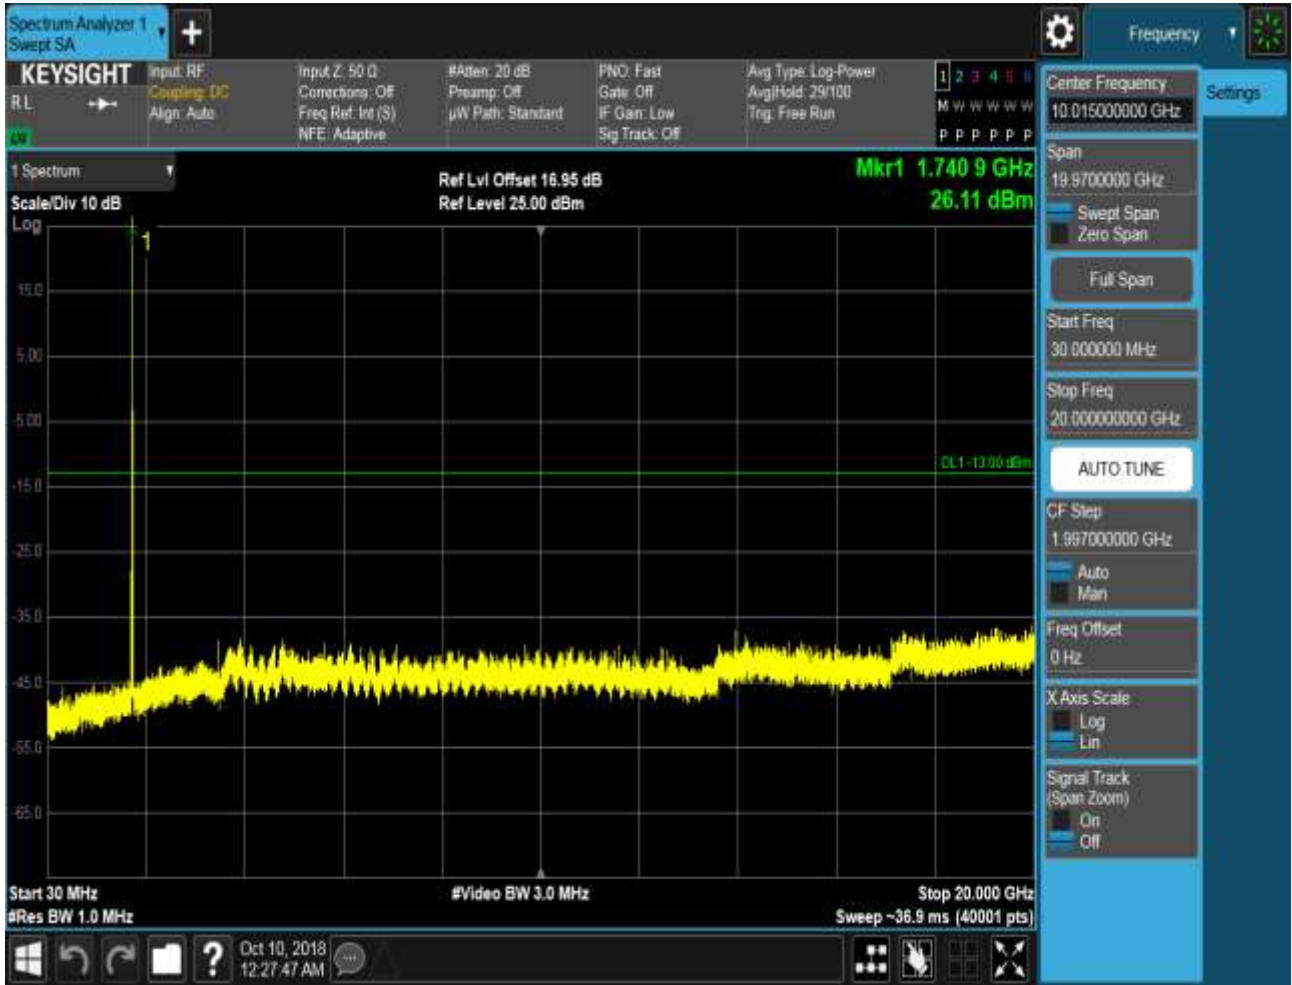 Spectrum Analyzer 1
Swept SA
+
Frequency
KEYSIGHT
R L
Input: RF
Coupling: DC
Align: Auto
Input Z: 50 Ω
Corrections: Off
Freq Ref: Int (S)
NFE: Adaptive
#Atten: 20 dB
Preamp: Off
µW Path: Standard
PNO: Fast
Gate: Off
IF Gain: Low
Sig Track: Off
Avg Type: Log-Power
Avg|Hold: 29/100
Trig: Free Run
1 2 3 4 5 6
M W W W W W
P P P P P P
1 Spectrum
Scale/Div 10 dB
Log
Ref Lvl Offset 16.95 dB
Ref Level 25.00 dBm
Mkr1 1.740 9 GHz
26.11 dBm
1
15.0
5.00
-5.00
DL1 -13.00 dBm
-15.0
-25.0
-35.0
-45.0
-55.0
-65.0
Start 30 MHz
#Res BW 1.0 MHz
#Video BW 3.0 MHz
Stop 20.000 GHz
Sweep ~36.9 ms (40001 pts)
?
Oct 10, 2018
12:27:47 AM
Center Frequency
10.015000000 GHz
Settings
Span
19.9700000 GHz
Swept Span
Zero Span
Full Span
Start Freq
30.000000 MHz
Stop Freq
20.000000000 GHz
AUTO TUNE
CF Step
1.997000000 GHz
Auto
Man
Freq Offset
0 Hz
X Axis Scale
Log
Lin
Signal Track
(Span Zoom)
On
Off